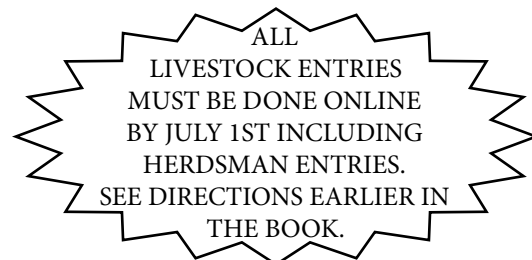 ALL
LIVESTOCK ENTRIES
MUST BE DONE ONLINE
BY JULY 1ST INCLUDING
HERDSMAN ENTRIES.
SEE DIRECTIONS EARLIER IN
THE BOOK.